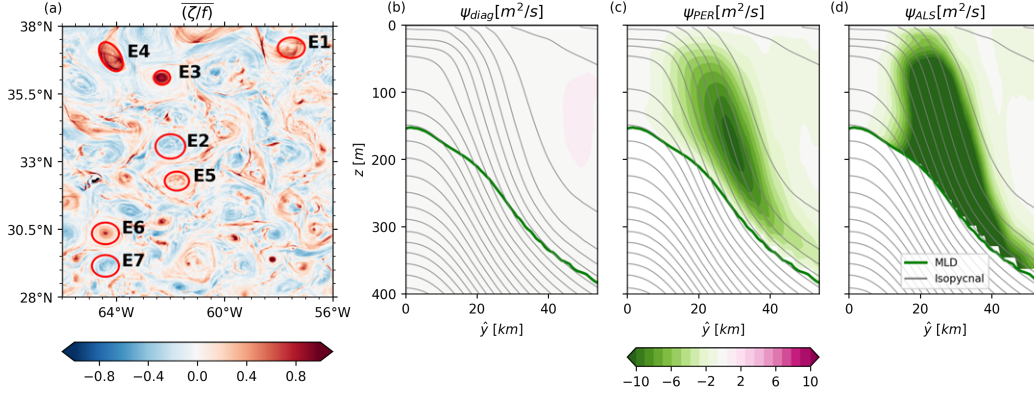 (a)
(ζ/f)
38°N
35.5°N
33°N
30.5°N
28°N
64°W
60°W
56°W
E1
E4
E3
E2
E5
E6
E7
−0.8
−0.4
0.0
0.4
0.8
(b)
ψdiag[m²/s]
0
100
200
300
400
z [m]
0
20
40
ŷ [km]
(c)
ψPER[m²/s]
0
20
40
ŷ [km]
−10
−6
−2
2
6
10
(d)
ψALS[m²/s]
MLD
Isopycnal
0
20
40
ŷ [km]